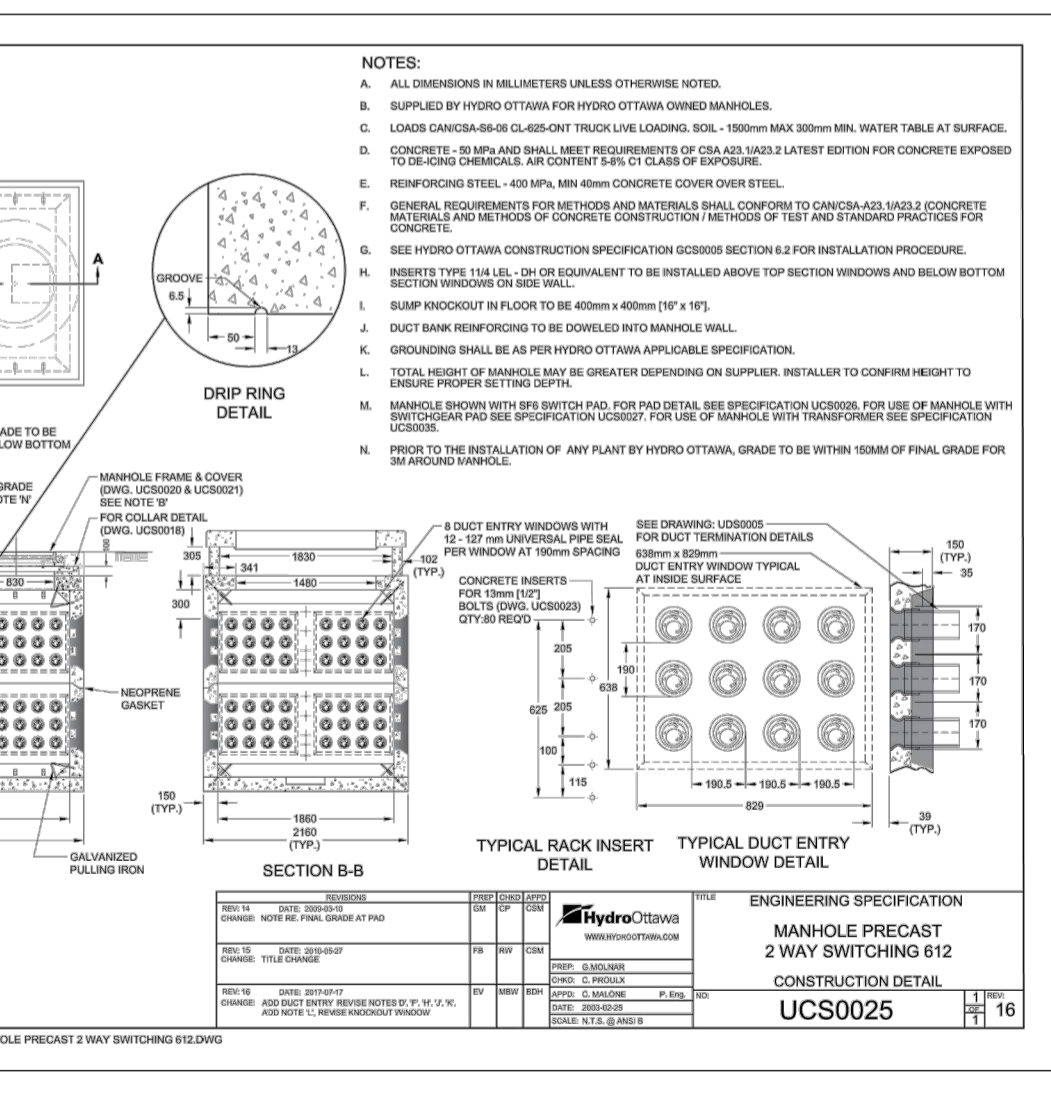 NOTES:
A. ALL DIMENSIONS IN MILLIMETERS UNLESS OTHERWISE NOTED.
B. SUPPLIED BY HYDRO OTTAWA FOR HYDRO OTTAWA OWNED MANHOLES.
C. LOADS CAN/CSA-S6-06 CL-625-ONT TRUCK LIVE LOADING. SOIL - 1500mm MAX 300mm MIN. WATER TABLE AT SURFACE.
D. CONCRETE - 50 MPa AND SHALL MEET REQUIREMENTS OF CSA A23.1/A23.2 LATEST EDITION FOR CONCRETE EXPOSED
TO DE-ICING CHEMICALS. AIR CONTENT 5-8% C1 CLASS OF EXPOSURE.
E. REINFORCING STEEL - 400 MPa, MIN 40mm CONCRETE COVER OVER STEEL.
F. GENERAL REQUIREMENTS FOR METHODS AND MATERIALS SHALL CONFORM TO CAN/CSA-A23.1/A23.2 (CONCRETE
MATERIALS AND METHODS OF CONCRETE CONSTRUCTION / METHODS OF TEST AND STANDARD PRACTICES FOR
CONCRETE.
G. SEE HYDRO OTTAWA CONSTRUCTION SPECIFICATION GCS0005 SECTION 6.2 FOR INSTALLATION PROCEDURE.
H. INSERTS TYPE 11/4 LEL - DH OR EQUIVALENT TO BE INSTALLED ABOVE TOP SECTION WINDOWS AND BELOW BOTTOM
SECTION WINDOWS ON SIDE WALL.
I. SUMP KNOCKOUT IN FLOOR TO BE 400mm x 400mm [16" x 16"].
J. DUCT BANK REINFORCING TO BE DOWELED INTO MANHOLE WALL.
K. GROUNDING SHALL BE AS PER HYDRO OTTAWA APPLICABLE SPECIFICATION.
L. TOTAL HEIGHT OF MANHOLE MAY BE GREATER DEPENDING ON SUPPLIER. INSTALLER TO CONFIRM HEIGHT TO
ENSURE PROPER SETTING DEPTH.
M. MANHOLE SHOWN WITH SF6 SWITCH PAD. FOR PAD DETAIL SEE SPECIFICATION UCS0026. FOR USE OF MANHOLE WITH
SWITCHGEAR PAD SEE SPECIFICATION UCS0027. FOR USE OF MANHOLE WITH TRANSFORMER SEE SPECIFICATION
UCS0035.
N. PRIOR TO THE INSTALLATION OF ANY PLANT BY HYDRO OTTAWA, GRADE TO BE WITHIN 150MM OF FINAL GRADE FOR
3M AROUND MANHOLE.
A
GROOVE
6.5
50
13
DRIP RING
DETAIL
ADE TO BE
LOW BOTTOM
GRADE
OTE 'N'
MANHOLE FRAME & COVER
(DWG. UCS0020 & UCS0021)
SEE NOTE 'B'
FOR COLLAR DETAIL
(DWG. UCS0018)
100
830
NEOPRENE
GASKET
150
(TYP.)
GALVANIZED
PULLING IRON
305
1830
341
1480
300
102
(TYP.)
1860
2160
(TYP.)
SECTION B-B
8 DUCT ENTRY WINDOWS WITH
12 - 127 mm UNIVERSAL PIPE SEAL
PER WINDOW AT 190mm SPACING
CONCRETE INSERTS
FOR 13mm [1/2"]
BOLTS (DWG. UCS0023)
QTY:80 REQ'D
205
625
205
100
115
TYPICAL RACK INSERT
DETAIL
SEE DRAWING: UDS0005
FOR DUCT TERMINATION DETAILS
638mm x 829mm
DUCT ENTRY WINDOW TYPICAL
AT INSIDE SURFACE
190
638
190.5
190.5
190.5
829
150
(TYP.)
35
170
170
170
39
(TYP.)
TYPICAL DUCT ENTRY
WINDOW DETAIL
REVISIONS PREP CHKD APPD
REV: 14 DATE: 2009-03-10 GM CP CSM
CHANGE: NOTE RE. FINAL GRADE AT PAD
REV: 15 DATE: 2010-05-27 FB RW CSM
CHANGE: TITLE CHANGE
REV: 16 DATE: 2017-07-17 EV MBW BDH
CHANGE: ADD DUCT ENTRY REVISE NOTES 'D', 'F', 'H', 'J', 'K',
ADD NOTE 'L', REVISE KNOCKOUT WINDOW
HydroOttawa
WWW.HYDROOTTAWA.COM
PREP: G.MOLNAR
CHKD: C. PROULX
APPD: C. MALONE P. Eng.
DATE: 2003-02-25
SCALE: N.T.S. @ ANSI B
TITLE
ENGINEERING SPECIFICATION
MANHOLE PRECAST
2 WAY SWITCHING 612
CONSTRUCTION DETAIL
NO:
UCS0025
1 OF 1
REV:
16
OLE PRECAST 2 WAY SWITCHING 612.DWG